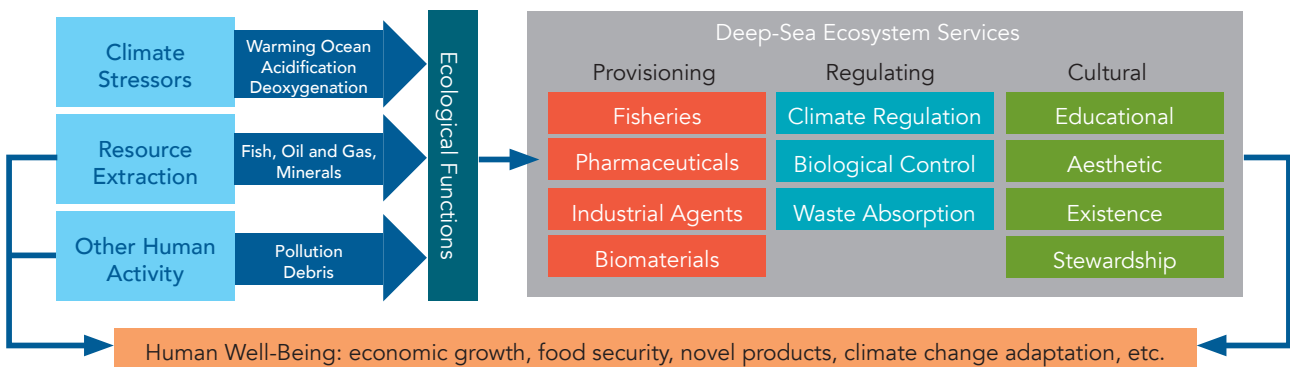 Climate
Stressors
Warming Ocean
Acidification
Deoxygenation
Resource
Extraction
Fish, Oil and Gas,
Minerals
Other Human
Activity
Pollution
Debris
Ecological Functions
Deep-Sea Ecosystem Services
Provisioning
Fisheries
Pharmaceuticals
Industrial Agents
Biomaterials
Regulating
Climate Regulation
Biological Control
Waste Absorption
Cultural
Educational
Aesthetic
Existence
Stewardship
Human Well-Being: economic growth, food security, novel products, climate change adaptation, etc.